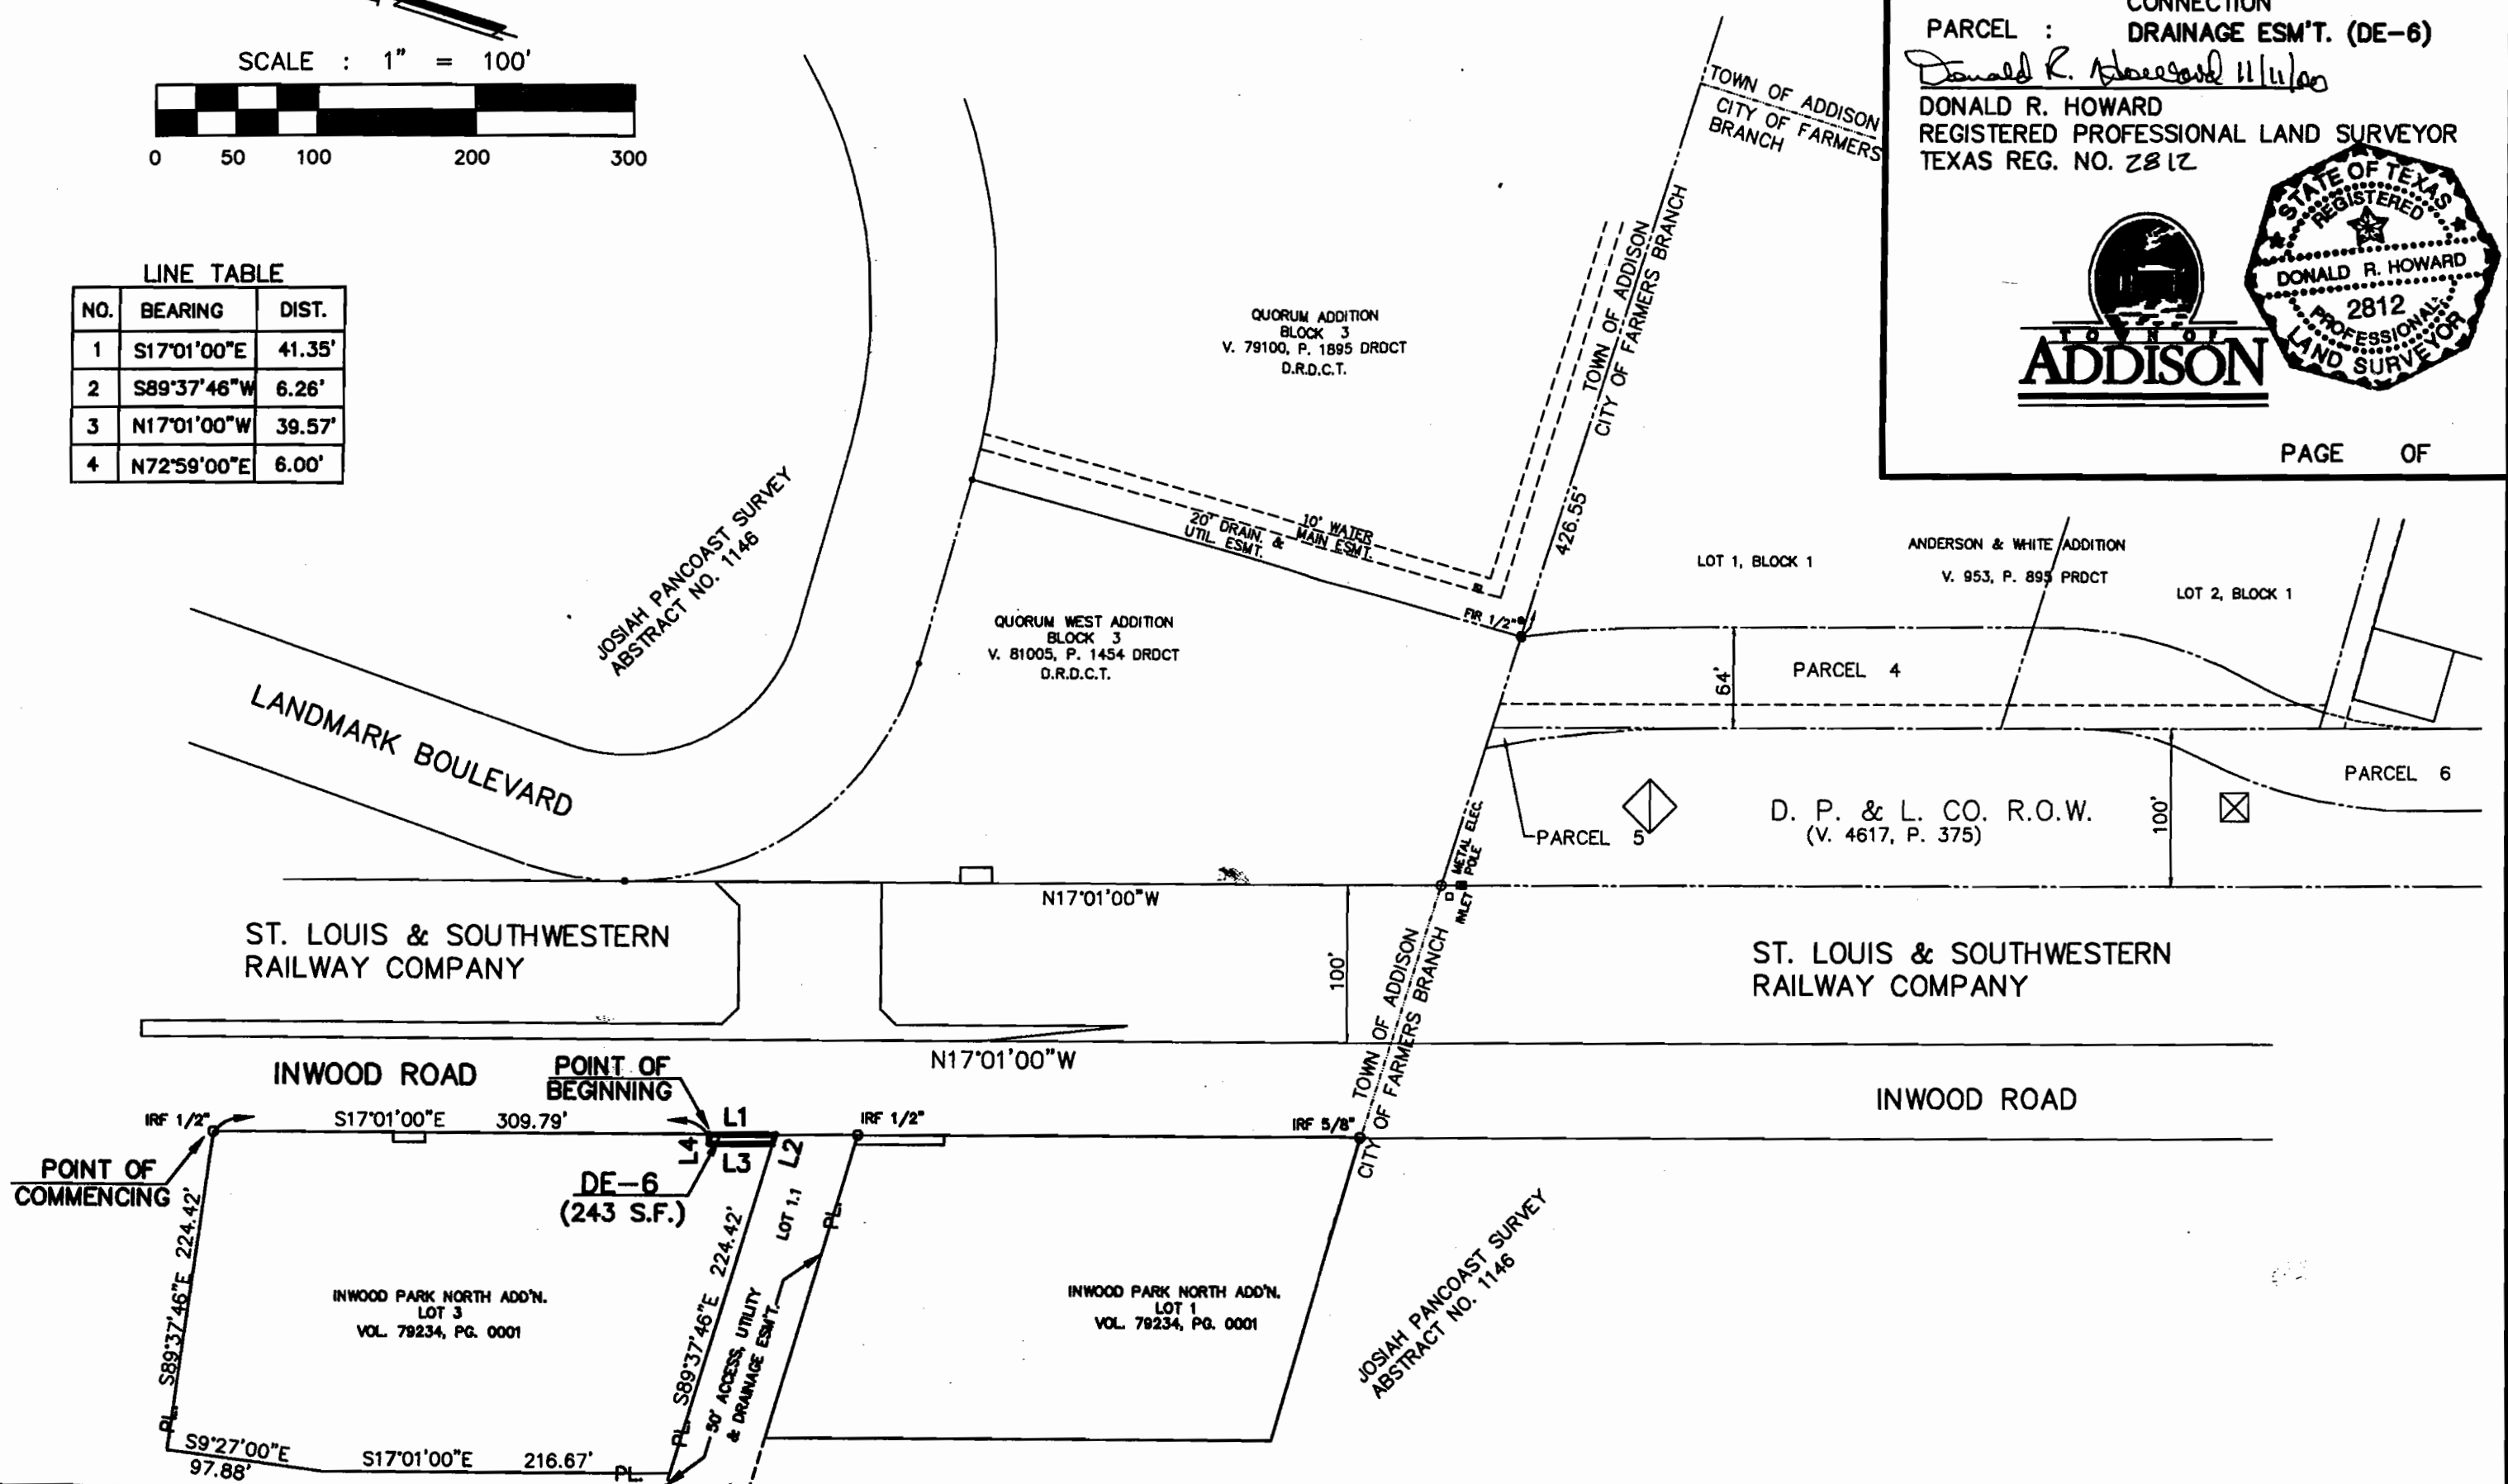 SCALE : 1" = 100'
0 50 100 200 300
LINE TABLE
NO. BEARING DIST.
1 S17°01'00"E 41.35'
2 S89°37'46"W 6.26'
3 N17°01'00"W 39.57'
4 N72°59'00"E 6.00'
CONNECTION
PARCEL : DRAINAGE ESM'T. (DE-6)
Donald R. Howard 11/11/00
DONALD R. HOWARD
REGISTERED PROFESSIONAL LAND SURVEYOR
TEXAS REG. NO. 2812
STATE OF TEXAS
REGISTERED
DONALD R. HOWARD
2812
PROFESSIONAL
LAND SURVEYOR
TOWN OF
ADDISON
PAGE OF
TOWN OF ADDISON
CITY OF FARMERS
BRANCH
TOWN OF ADDISON
CITY OF FARMERS BRANCH
426.55'
QUORUM ADDITION
BLOCK 3
V. 79100, P. 1895 DRDCT
D.R.D.C.T.
JOSIAH PANCOAST SURVEY
ABSTRACT NO. 1146
10' WATER
MAIN ESMT.
20' DRAIN. &
UTIL. ESMT.
FIR 1/2"
QUORUM WEST ADDITION
BLOCK 3
V. 81005, P. 1454 DRDCT
D.R.D.C.T.
LOT 1, BLOCK 1
ANDERSON & WHITE ADDITION
V. 953, P. 895 PRDCT
LOT 2, BLOCK 1
64'
PARCEL 4
PARCEL 6
PARCEL 5
D. P. & L. CO. R.O.W.
(V. 4617, P. 375)
100'
METAL ELEC.
POLE
INLET
LANDMARK BOULEVARD
N17°01'00"W
ST. LOUIS & SOUTHWESTERN
RAILWAY COMPANY
100'
TOWN OF ADDISON
CITY OF FARMERS BRANCH
ST. LOUIS & SOUTHWESTERN
RAILWAY COMPANY
N17°01'00"W
INWOOD ROAD
INWOOD ROAD
POINT OF
BEGINNING
IRF 1/2"
S17°01'00"E 309.79'
L1
L2
L3
L4
IRF 1/2"
IRF 5/8"
POINT OF
COMMENCING
DE-6
(243 S.F.)
S89°37'46"E 224.42'
PL.
S89°37'46"E 224.42'
PL.
LOT 1.1
PL.
50' ACCESS, UTILITY
& DRAINAGE ESM'T.
INWOOD PARK NORTH ADD'N.
LOT 3
VOL. 79234, PG. 0001
INWOOD PARK NORTH ADD'N.
LOT 1
VOL. 79234, PG. 0001
JOSIAH PANCOAST SURVEY
ABSTRACT NO. 1146
S9°27'00"E
97.88'
S17°01'00"E 216.67'
PL.